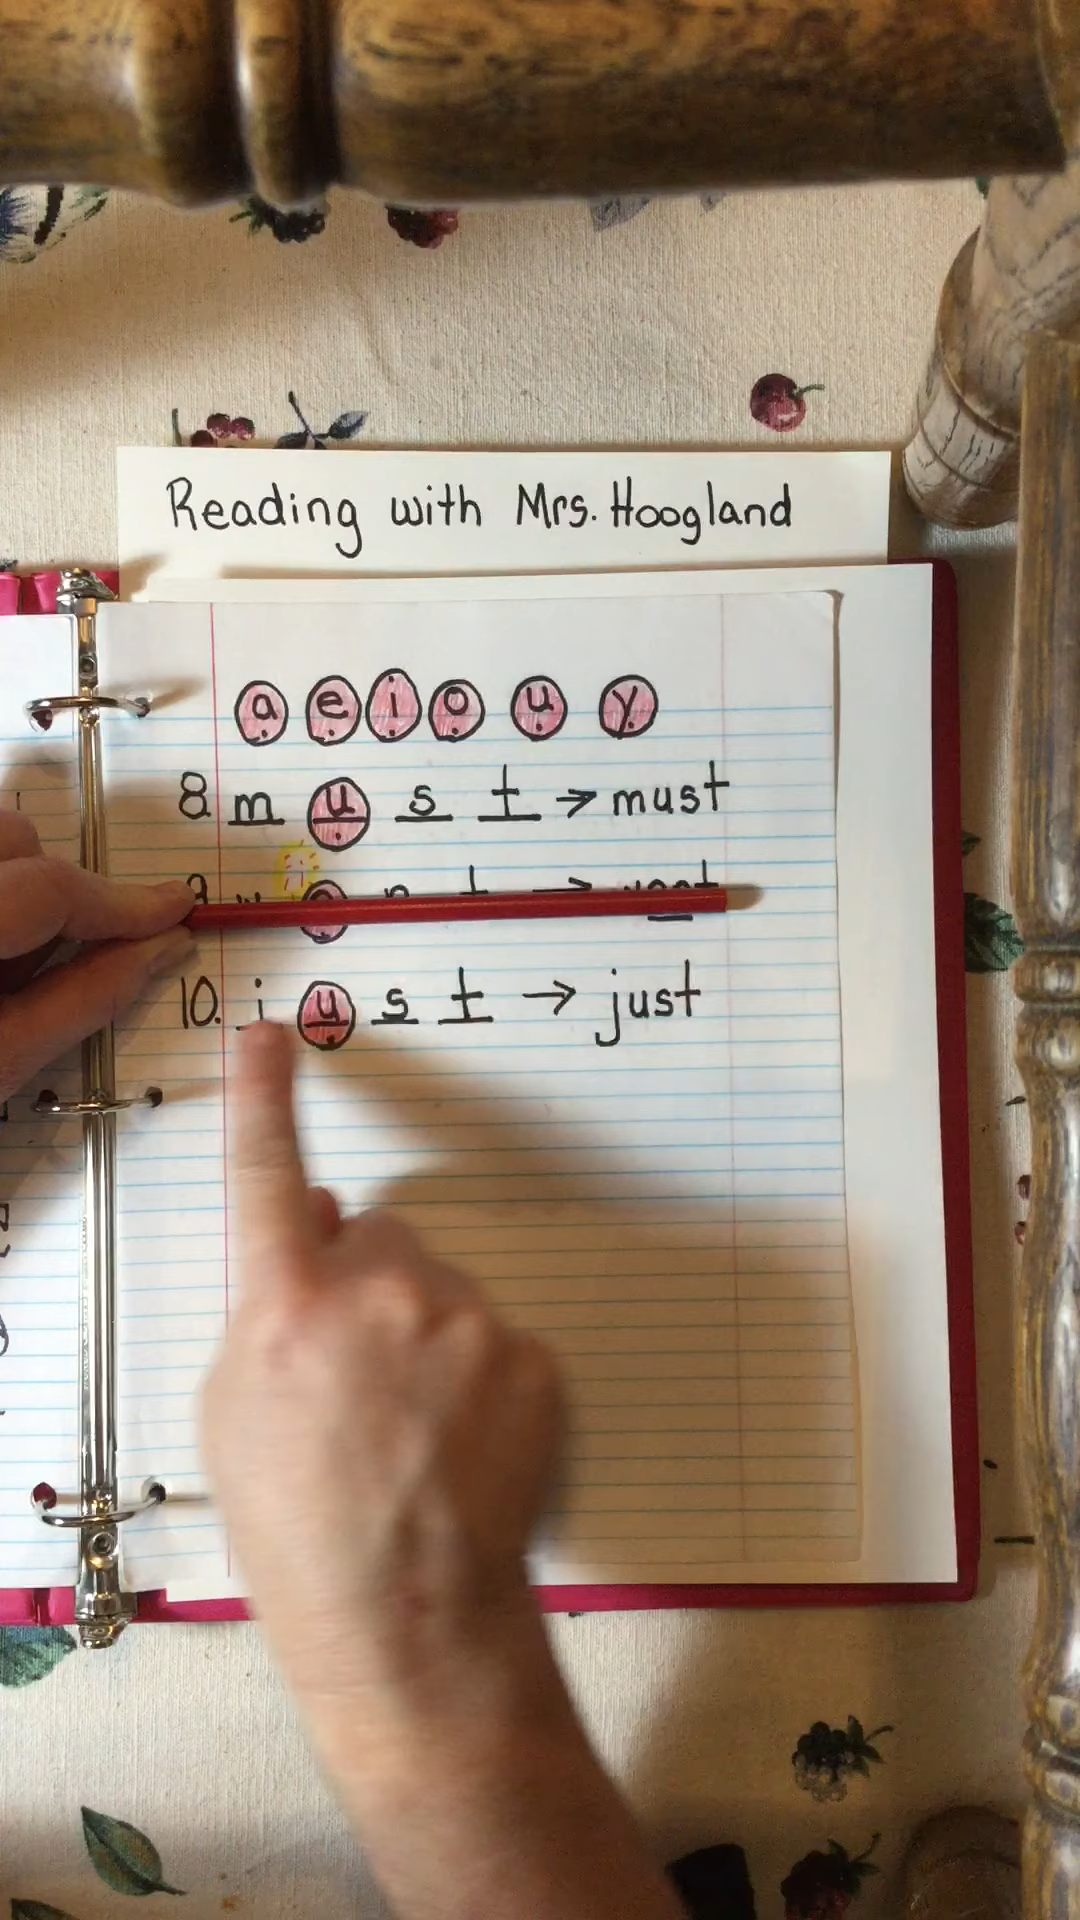 Reading with Mrs. Hoogland
a e i o u y
8. m u s t → must
10. j u s t → just